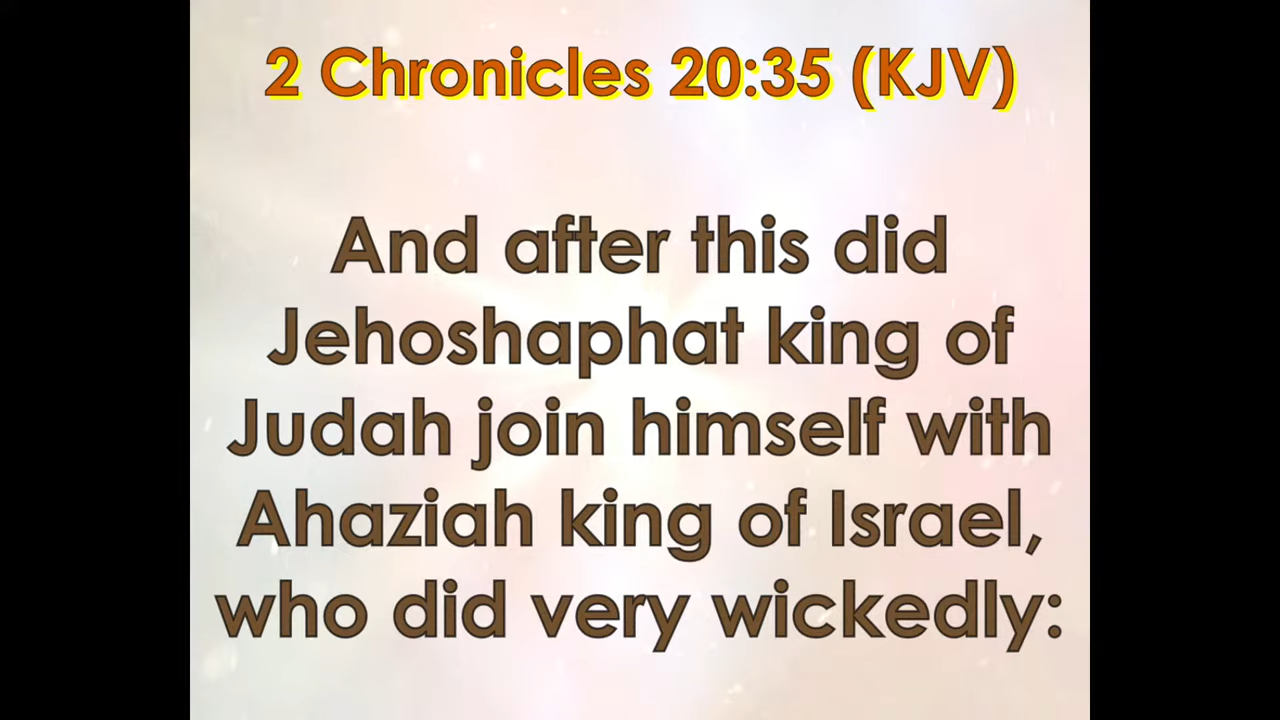 2 Chronicles 20:35 (KJV)
And after this did
Jehoshaphat king of
Judah join himself with
Ahaziah king of Israel,
who did very wickedly: